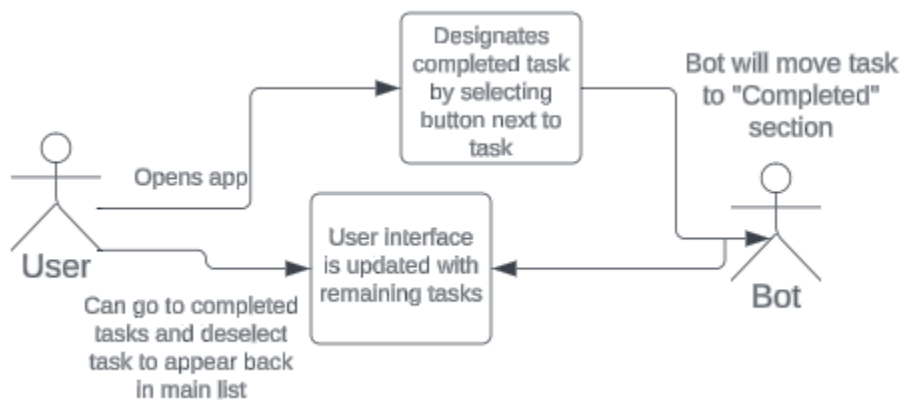 Designates
completed task
by selecting
button next to
task
Bot will move task
to "Completed"
section
Opens app
User
User interface
is updated with
remaining tasks
Bot
Can go to completed
tasks and deselect
task to appear back
in main list